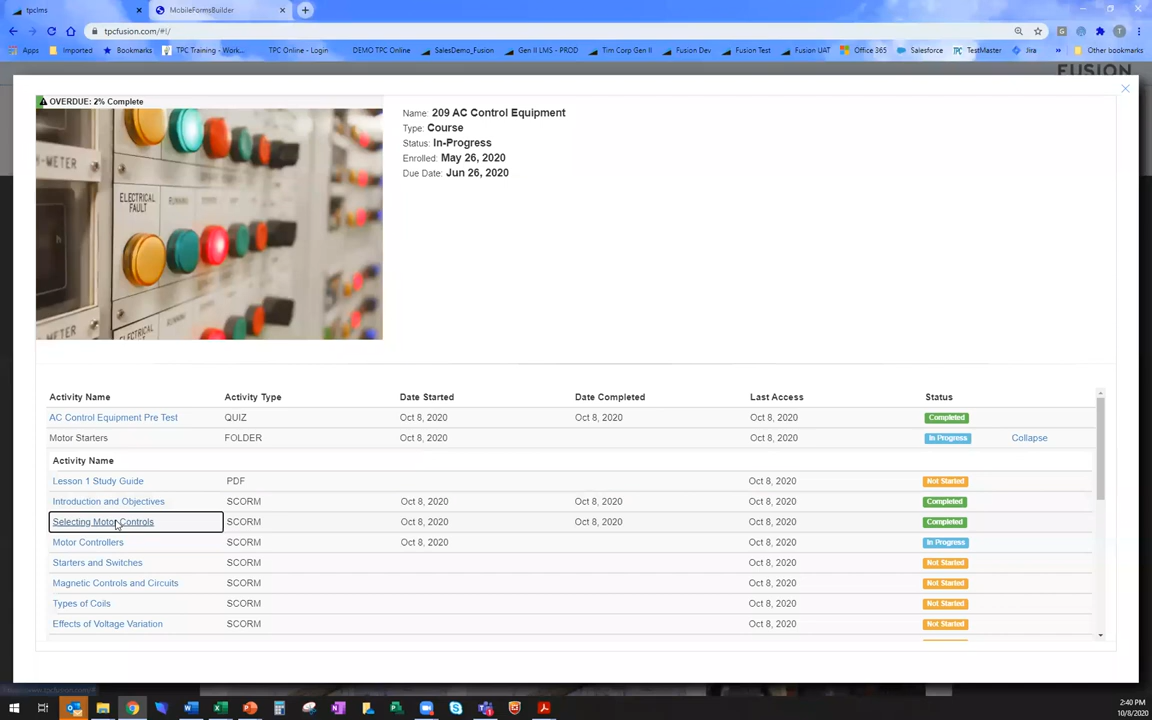 tpclms
MobileFormsBuilder
tpcfusion.com/#!/
Apps Imported Bookmarks TPC Training - Work... TPC Online - Login DEMO TPC Online SalesDemo_Fusion Gen II LMS - PROD Tim Corp Gen II Fusion Dev Fusion Test Fusion UAT Office 365 Salesforce TestMaster Jira » Other bookmarks
FUSION
OVERDUE: 2% Complete
H-METER
ELECTRICAL FAULT
RUNNING
METER
ELECTRICAL
Name: 209 AC Control Equipment
Type: Course
Status: In-Progress
Enrolled: May 26, 2020
Due Date: Jun 26, 2020
Activity Name Activity Type Date Started Date Completed Last Access Status
AC Control Equipment Pre Test QUIZ Oct 8, 2020 Oct 8, 2020 Oct 8, 2020 Completed
Motor Starters FOLDER Oct 8, 2020 Oct 8, 2020 In Progress Collapse
Activity Name
Lesson 1 Study Guide PDF Oct 8, 2020 Not Started
Introduction and Objectives SCORM Oct 8, 2020 Oct 8, 2020 Oct 8, 2020 Completed
Selecting Motor Controls SCORM Oct 8, 2020 Oct 8, 2020 Oct 8, 2020 Completed
Motor Controllers SCORM Oct 8, 2020 Oct 8, 2020 In Progress
Starters and Switches SCORM Oct 8, 2020 Not Started
Magnetic Controls and Circuits SCORM Oct 8, 2020 Not Started
Types of Coils SCORM Oct 8, 2020 Not Started
Effects of Voltage Variation SCORM Oct 8, 2020 Not Started
2:40 PM
10/8/2020